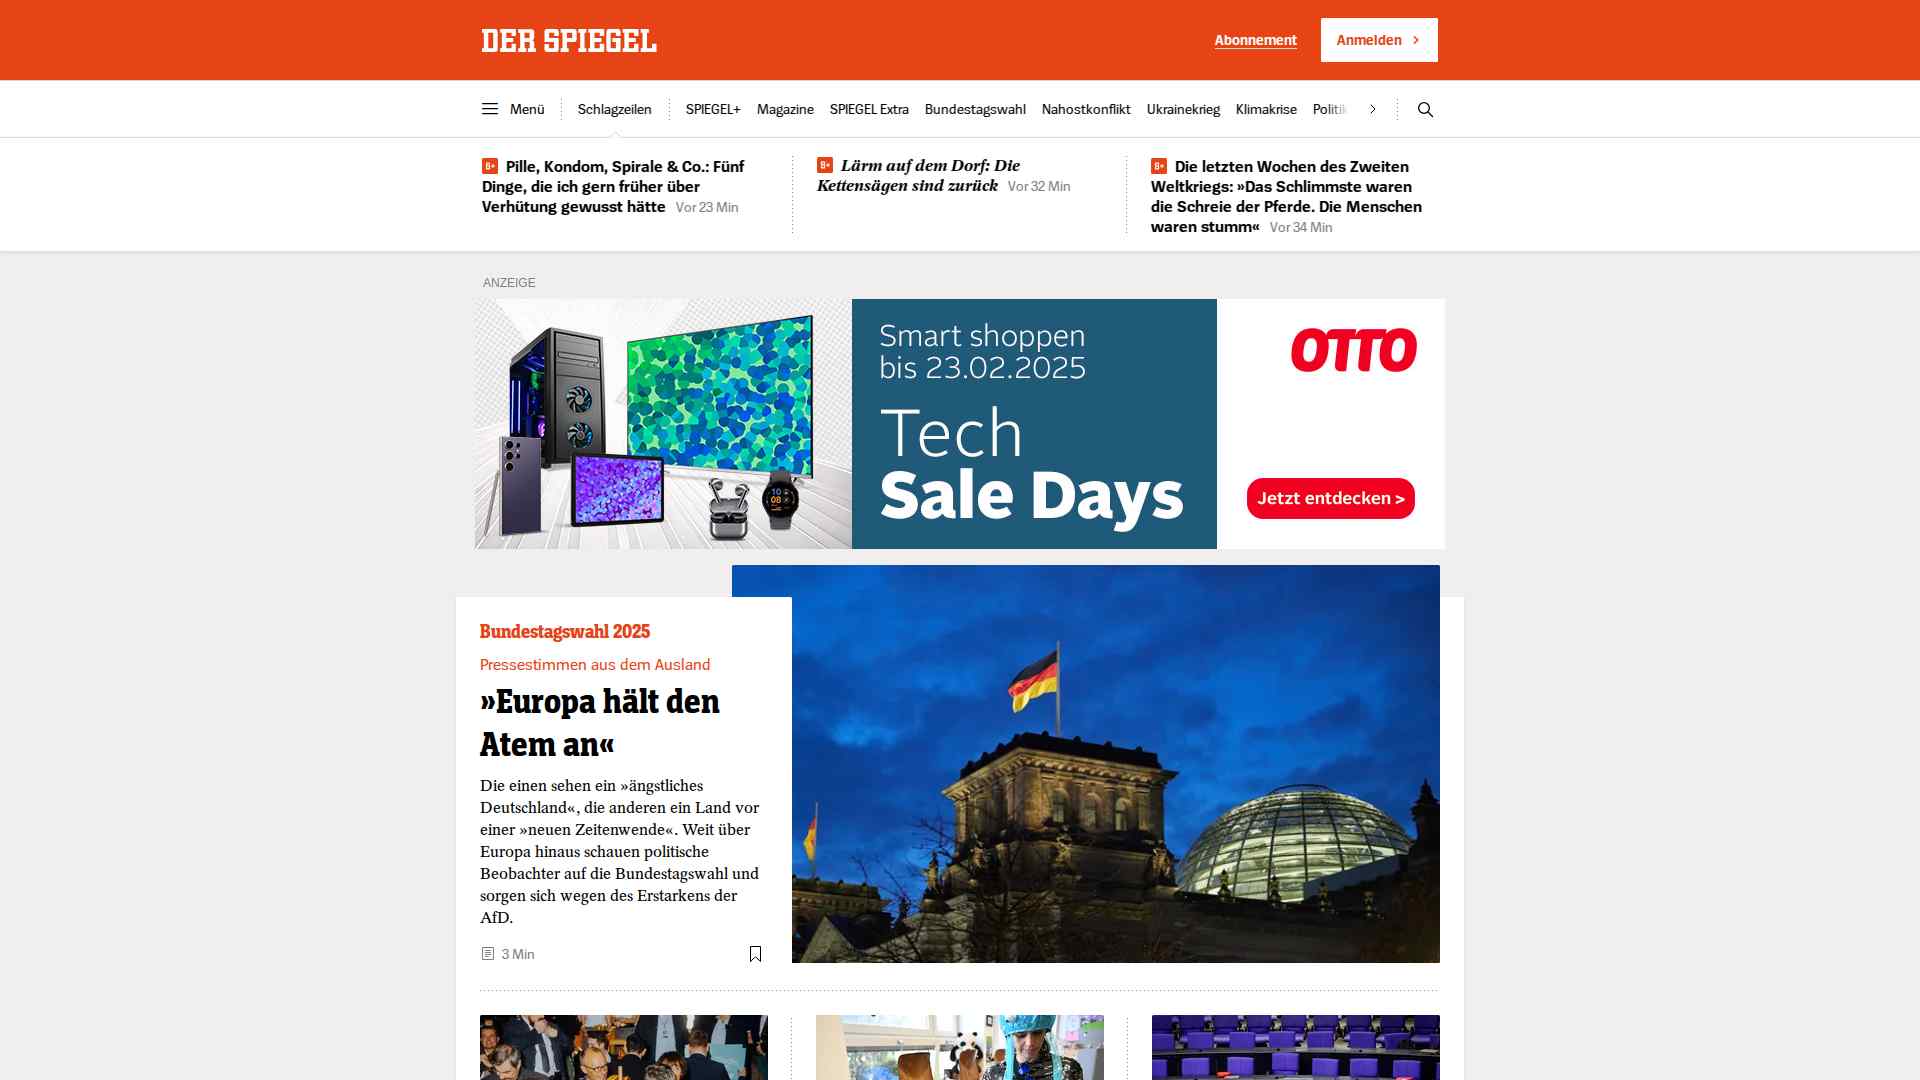 DER SPIEGEL
Abonnement
Anmelden
Menü
Schlagzeilen
SPIEGEL+
Magazine
SPIEGEL Extra
Bundestagswahl
Nahostkonflikt
Ukrainekrieg
Klimakrise
Politik
Pille, Kondom, Spirale & Co.: Fünf
Dinge, die ich gern früher über
Verhütung gewusst hätte Vor 23 Min
Lärm auf dem Dorf: Die
Kettensägen sind zurück Vor 32 Min
Die letzten Wochen des Zweiten
Weltkriegs: »Das Schlimmste waren
die Schreie der Pferde. Die Menschen
waren stumm« Vor 34 Min
ANZEIGE
Smart shoppen
bis 23.02.2025
Tech
Sale Days
OTTO
Jetzt entdecken >
Bundestagswahl 2025
Pressestimmen aus dem Ausland
»Europa hält den
Atem an«
Die einen sehen ein »ängstliches
Deutschland«, die anderen ein Land vor
einer »neuen Zeitenwende«. Weit über
Europa hinaus schauen politische
Beobachter auf die Bundestagswahl und
sorgen sich wegen des Erstarkens der
AfD.
3 Min